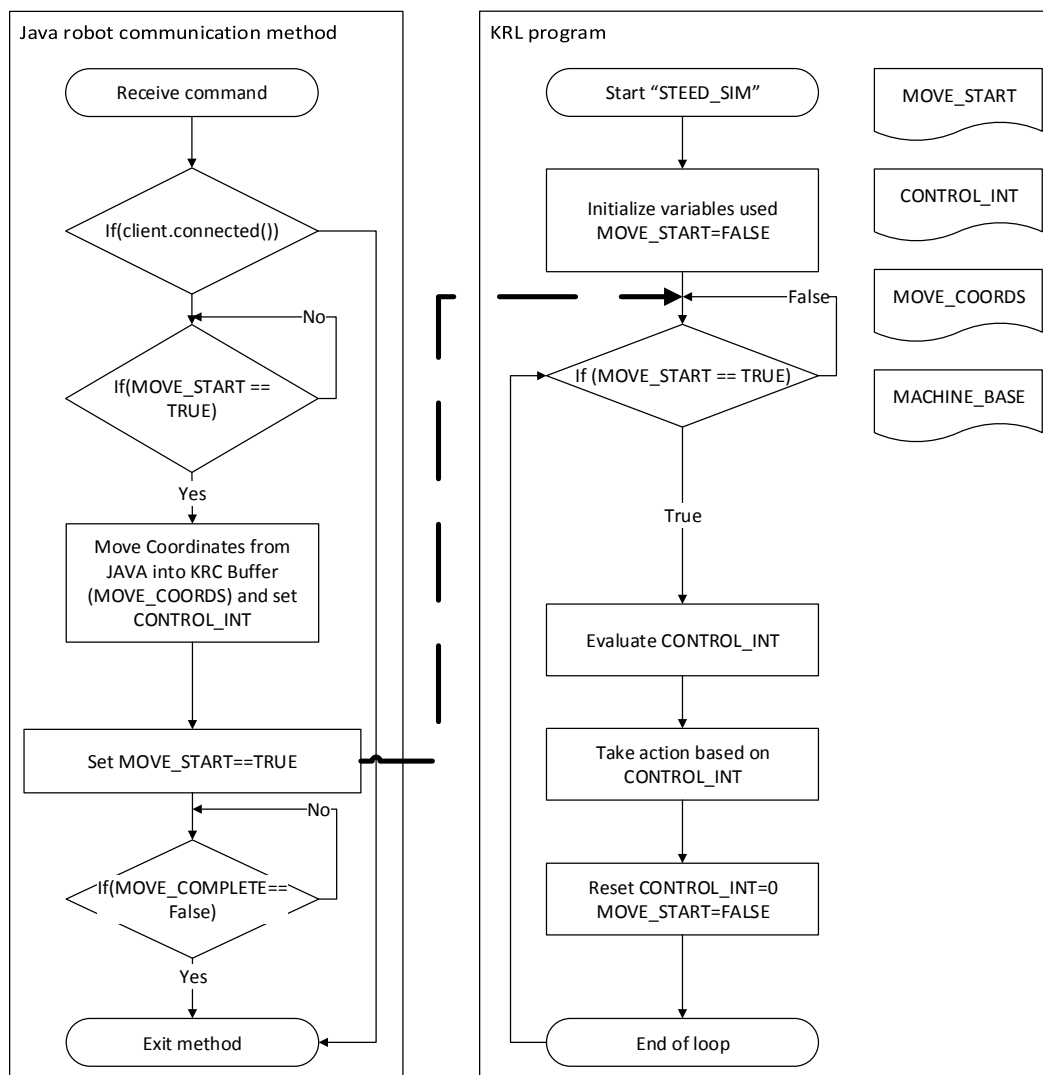 Java robot communication method
Receive command
If(client.connected())
No
If(MOVE_START ==
TRUE)
Yes
Move Coordinates from
JAVA into KRC Buffer
(MOVE_COORDS) and set
CONTROL_INT
Set MOVE_START==TRUE
No
If(MOVE_COMPLETE==
False)
Yes
Exit method
KRL program
Start “STEED_SIM”
Initialize variables used
MOVE_START=FALSE
False
If (MOVE_START == TRUE)
True
Evaluate CONTROL_INT
Take action based on
CONTROL_INT
Reset CONTROL_INT=0
MOVE_START=FALSE
End of loop
MOVE_START
CONTROL_INT
MOVE_COORDS
MACHINE_BASE